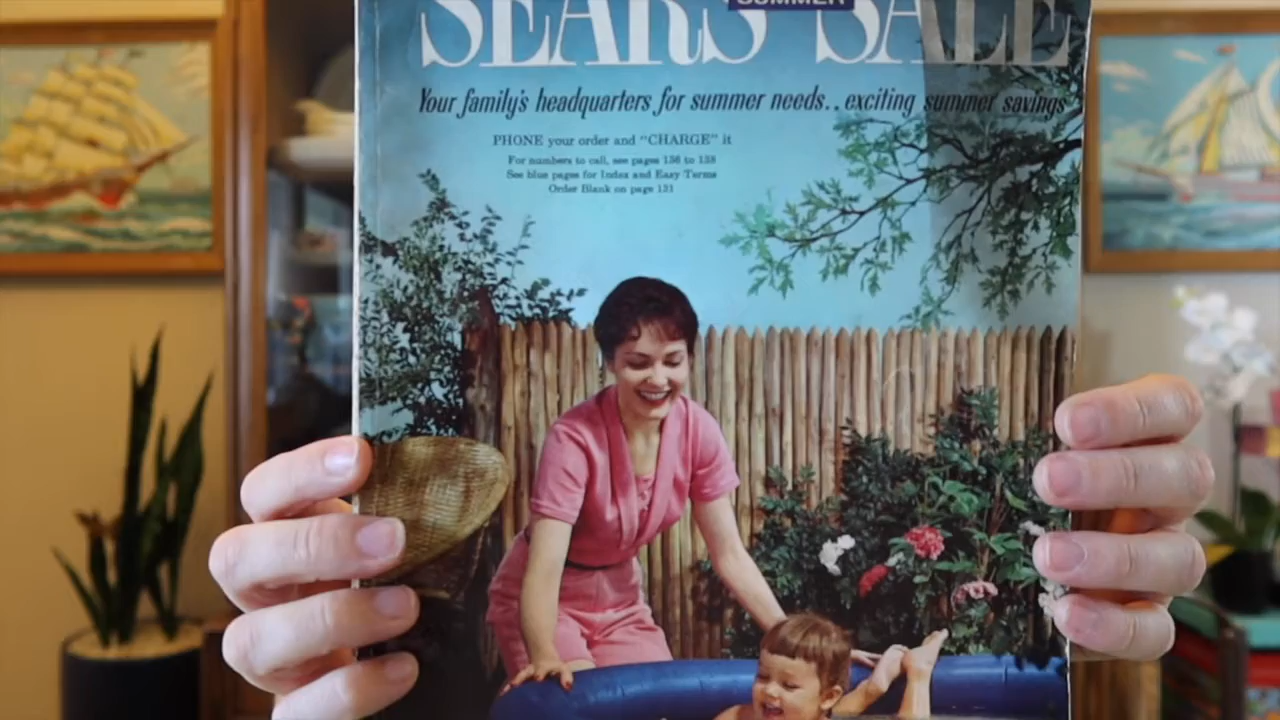 SUMMER
SEARS SALE
Your family's headquarters for summer needs.. exciting summer savings
PHONE your order and "CHARGE" it
For numbers to call, see pages 136 to 138
See blue pages for Index and Easy Terms
Order Blank on page 131